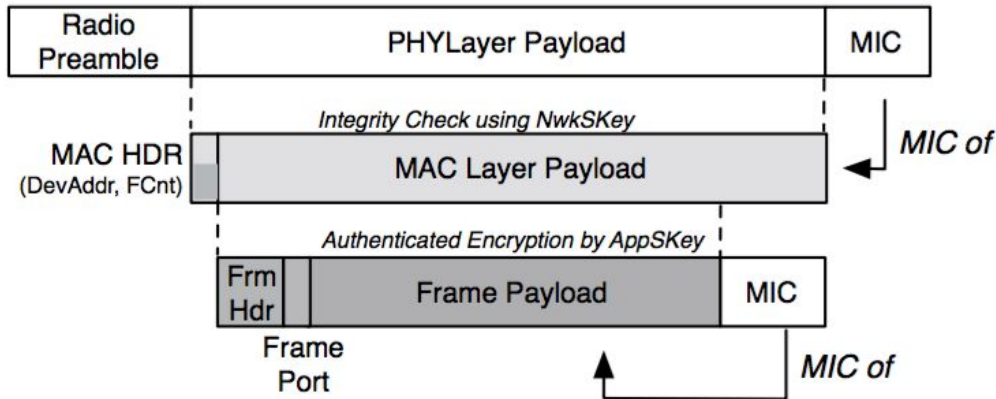 Radio
Preamble
PHYLayer Payload
MIC
Integrity Check using NwkSKey
MIC of
MAC HDR
(DevAddr, FCnt)
MAC Layer Payload
Authenticated Encryption by AppSKey
Frm
Hdr
Frame Payload
MIC
Frame
Port
MIC of